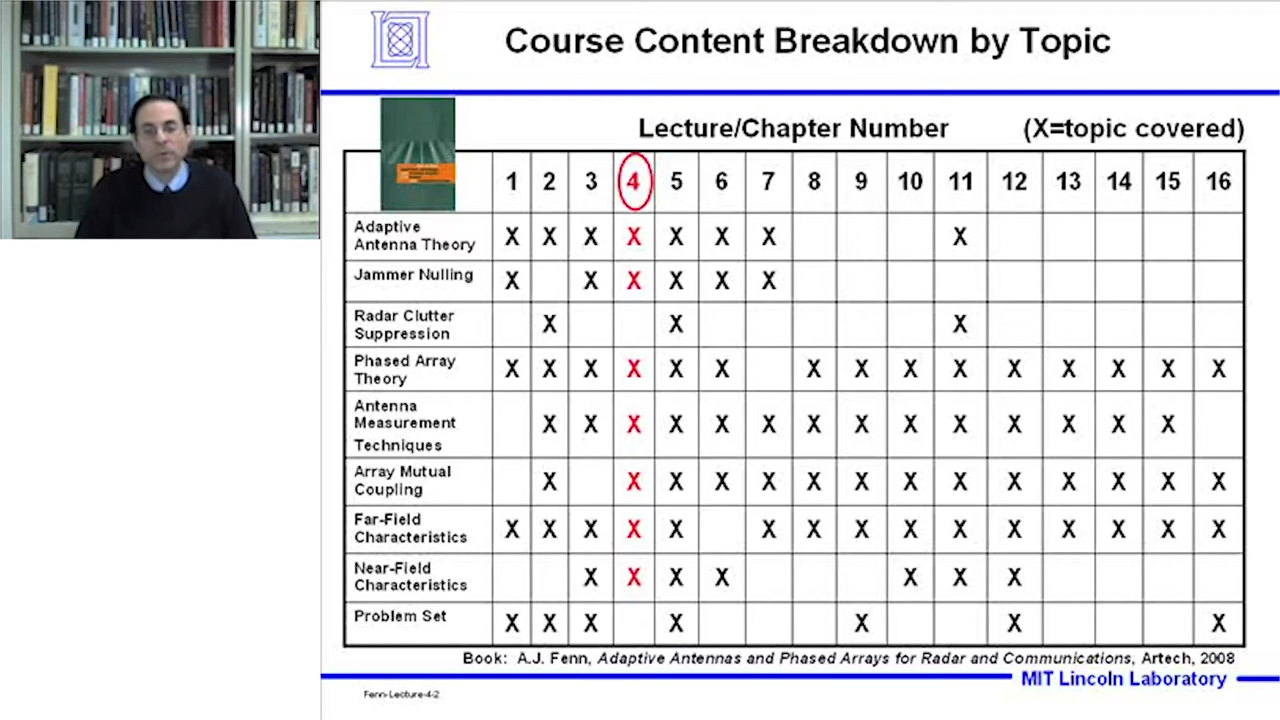 Course Content Breakdown by Topic
Lecture/Chapter Number (X=topic covered)
1 2 3 4 5 6 7 8 9 10 11 12 13 14 15 16
Adaptive
Antenna Theory X X X X X X X X
Jammer Nulling X X X X X X
Radar Clutter
Suppression X X X
Phased Array
Theory X X X X X X X X X X X X X X X
Antenna
Measurement
Techniques X X X X X X X X X X X X X X
Array Mutual
Coupling X X X X X X X X X X X X X X
Far-Field
Characteristics X X X X X X X X X X X X X X X
Near-Field
Characteristics X X X X X X X
Problem Set X X X X X X X
Book: A.J. Fenn, Adaptive Antennas and Phased Arrays for Radar and Communications, Artech, 2008
MIT Lincoln Laboratory
Fenn-Lecture-4-2